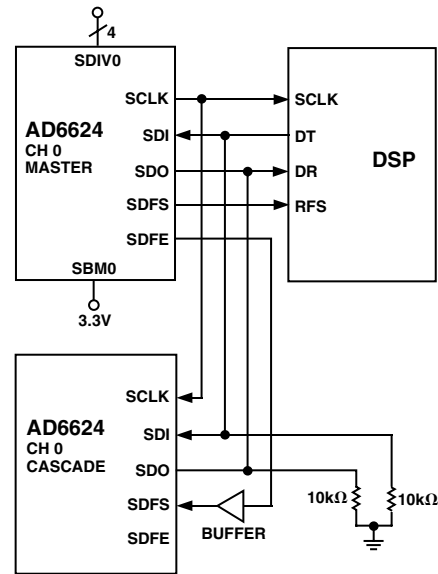 4
SDIV0
AD6624
CH 0
MASTER
SCLK
SDI
SDO
SDFS
SDFE
SBM0
3.3V
SCLK
DT
DR
RFS
DSP
AD6624
CH 0
CASCADE
SCLK
SDI
SDO
SDFS
SDFE
BUFFER
10kΩ
10kΩ